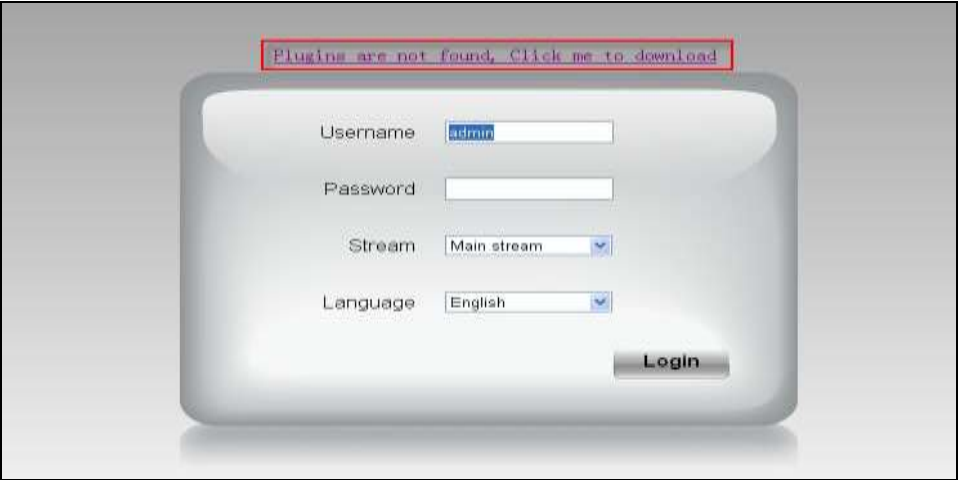 Plugins are not found, Click me to download
Username admin
Password
Stream Main stream
Language English
Login